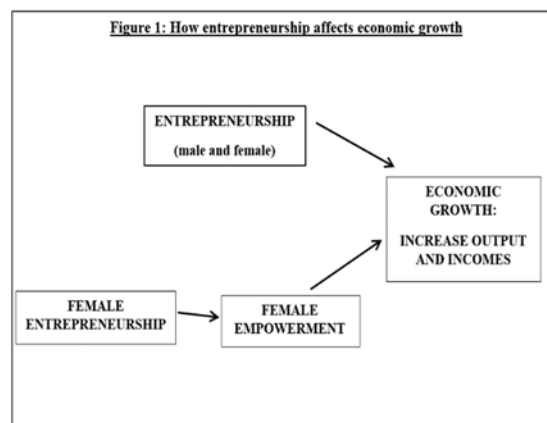 Figure 1: How entrepreneurship affects economic growth
ENTREPRENEURSHIP
(male and female)
ECONOMIC
GROWTH:
INCREASE OUTPUT
AND INCOMES
FEMALE
ENTREPRENEURSHIP
FEMALE
EMPOWERMENT